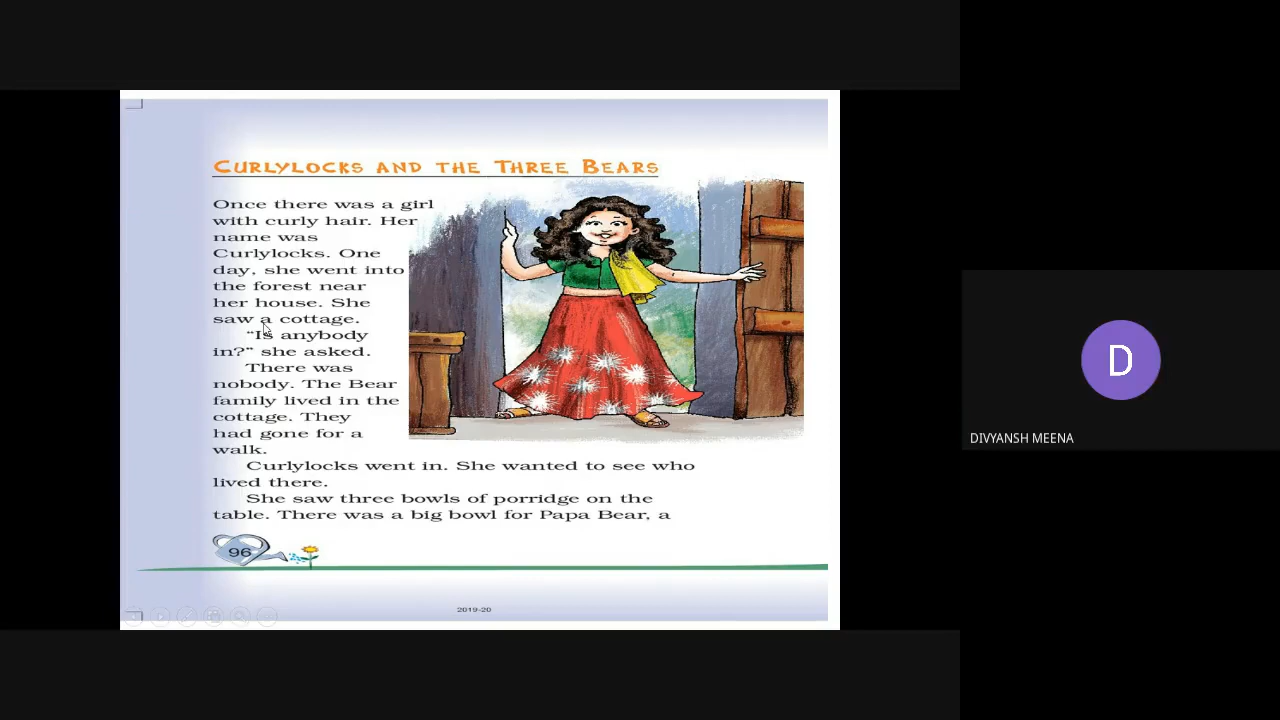 CURLYLOCKS AND THE THREE BEARS
Once there was a girl
with curly hair. Her
name was
Curlylocks. One
day, she went into
the forest near
her house. She
saw a cottage.
“Is anybody
in?” she asked.
There was
nobody. The Bear
family lived in the
cottage. They
had gone for a
walk.
Curlylocks went in. She wanted to see who
lived there.
She saw three bowls of porridge on the
table. There was a big bowl for Papa Bear, a
96
2019-20
D
DIVYANSH MEENA